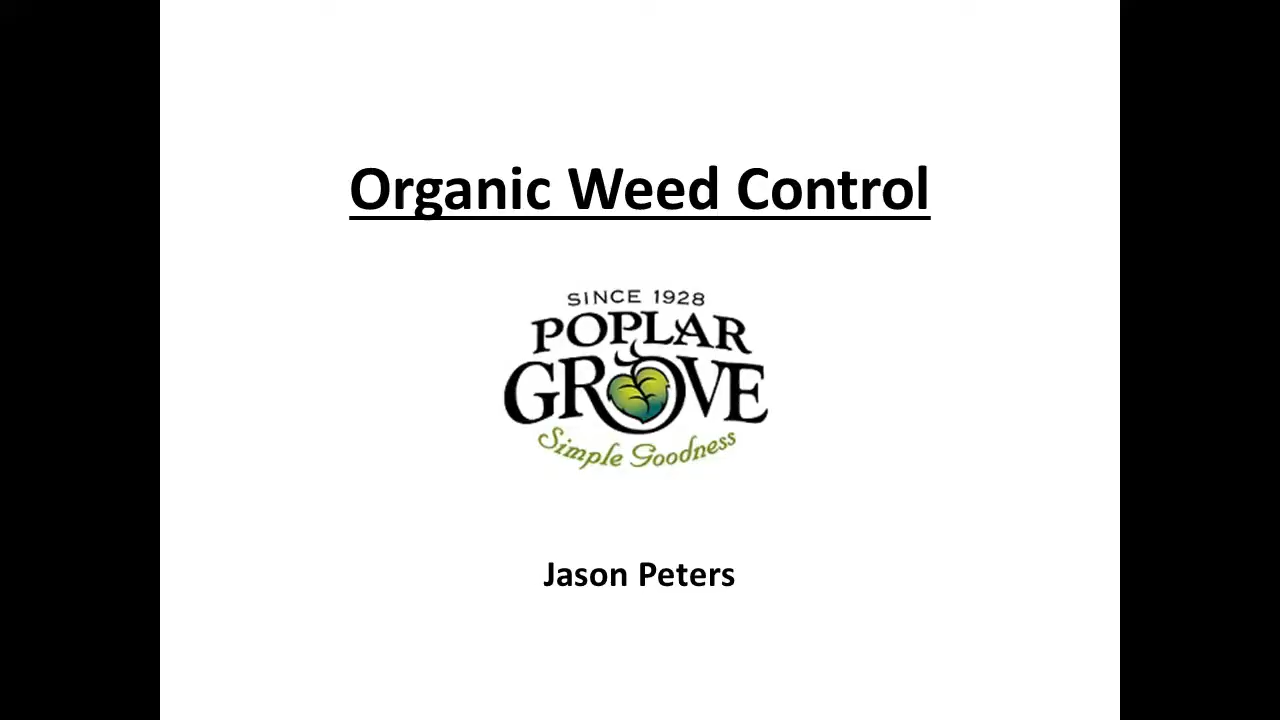 Organic Weed Control
SINCE 1928
POPLAR
GROVE
Simple Goodness
Jason Peters